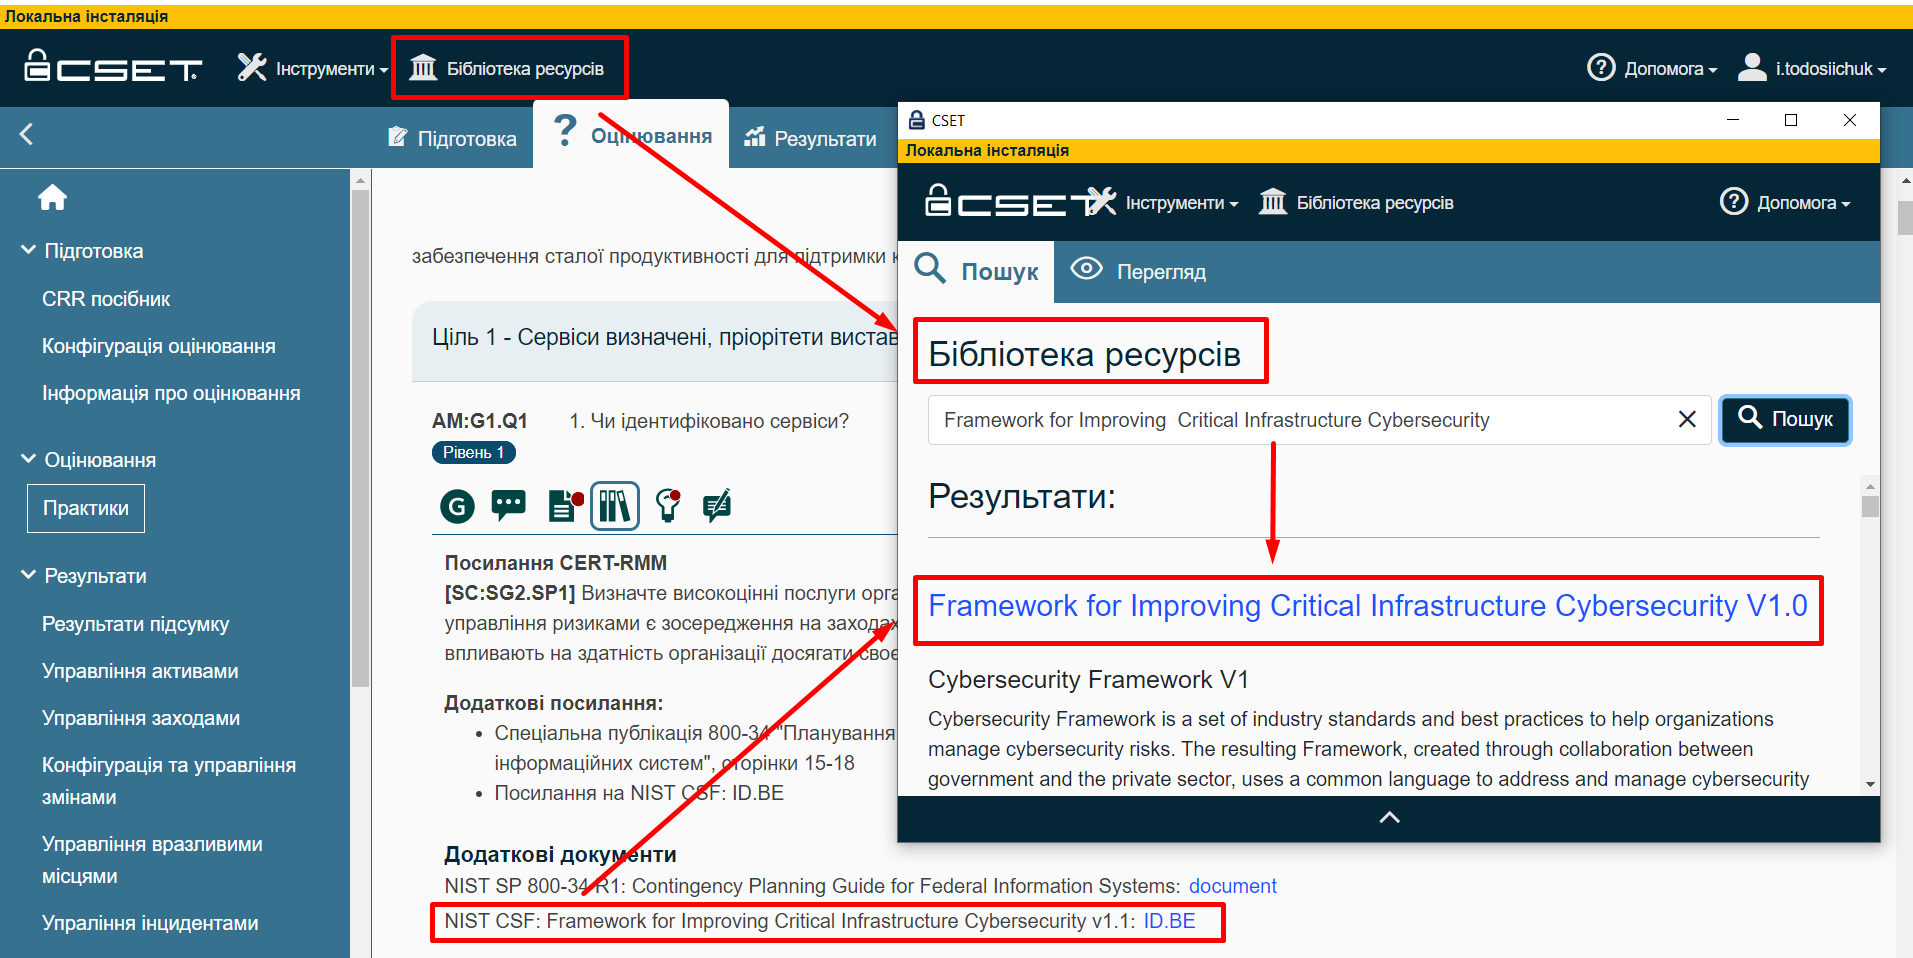 Локальна інсталяція
CSET
Інструменти
Бібліотека ресурсів
Допомога
i.todosiichuk
Підготовка
Оцінювання
Результати
Підготовка
CRR посібник
Конфігурація оцінювання
Інформація про оцінювання
Оцінювання
Практики
Результати
Результати підсумку
Управління активами
Управління заходами
Конфігурація та управління
змінами
Управління вразливими
місцями
Упраління інцидентами
забезпечення сталої продуктивності для підтримки к
Ціль 1 - Сервіси визначені, пріорітети вистав
AM:G1.Q1
1. Чи ідентифіковано сервіси?
Рівень 1
G
Посилання CERT-RMM
[SC:SG2.SP1] Визначте високоцінні послуги орга
управління ризиками є зосередження на заходах
впливають на здатність організації досягати своє
Додаткові посилання:
Спеціальна публікація 800-34 "Планування
інформаційних систем", сторінки 15-18
Посилання на NIST CSF: ID.BE
Додаткові документи
NIST SP 800-34 R1: Contingency Planning Guide for Federal Information Systems: document
NIST CSF: Framework for Improving Critical Infrastructure Cybersecurity v1.1: ID.BE
CSET
Локальна інсталяція
CSET
Інструменти
Бібліотека ресурсів
Допомога
Пошук
Перегляд
Бібліотека ресурсів
Framework for Improving Critical Infrastructure Cybersecurity
Пошук
Результати:
Framework for Improving Critical Infrastructure Cybersecurity V1.0
Cybersecurity Framework V1
Cybersecurity Framework is a set of industry standards and best practices to help organizations
manage cybersecurity risks. The resulting Framework, created through collaboration between
government and the private sector, uses a common language to address and manage cybersecurity